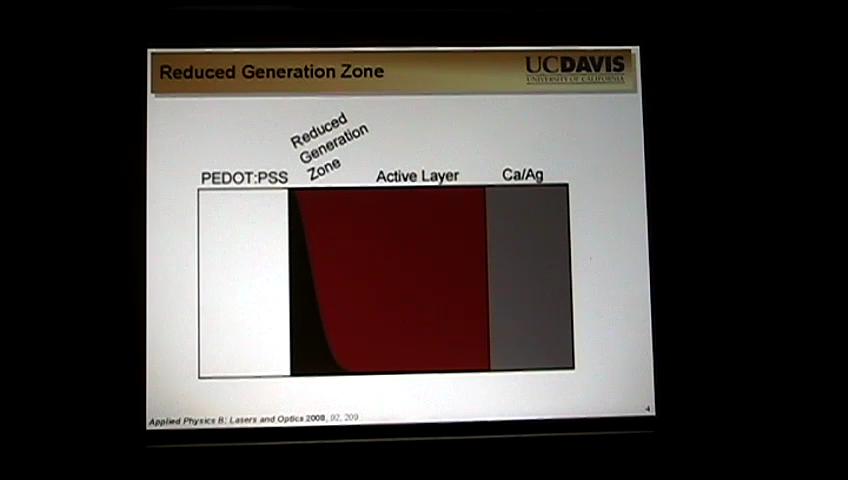 Reduced Generation Zone
UCDAVIS
UNIVERSITY OF CALIFORNIA
Reduced
Generation
Zone
PEDOT:PSS
Active Layer
Ca/Ag
Applied Physics B: Lasers and Optics 2008, 92, 209
4